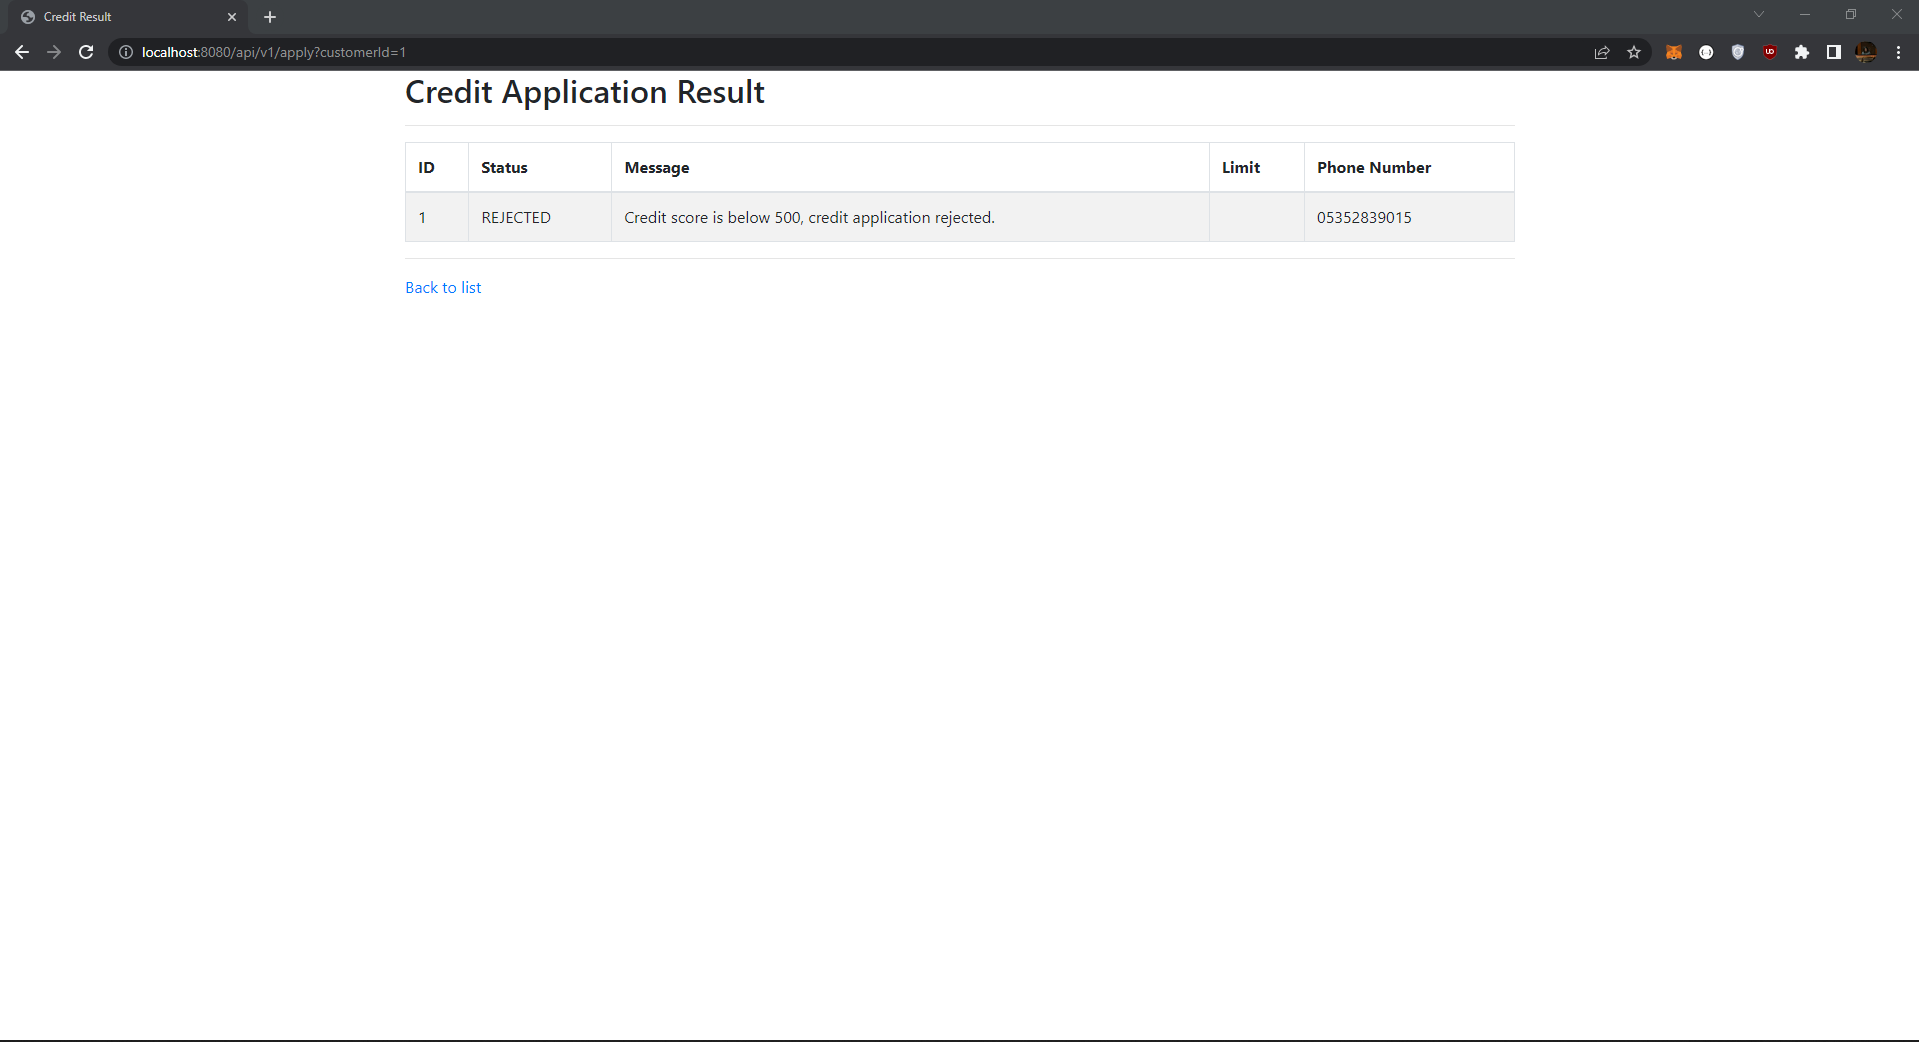 Credit Result
localhost:8080/api/v1/apply?customerId=1
Credit Application Result
ID Status Message Limit Phone Number
1 REJECTED Credit score is below 500, credit application rejected. 05352839015
Back to list